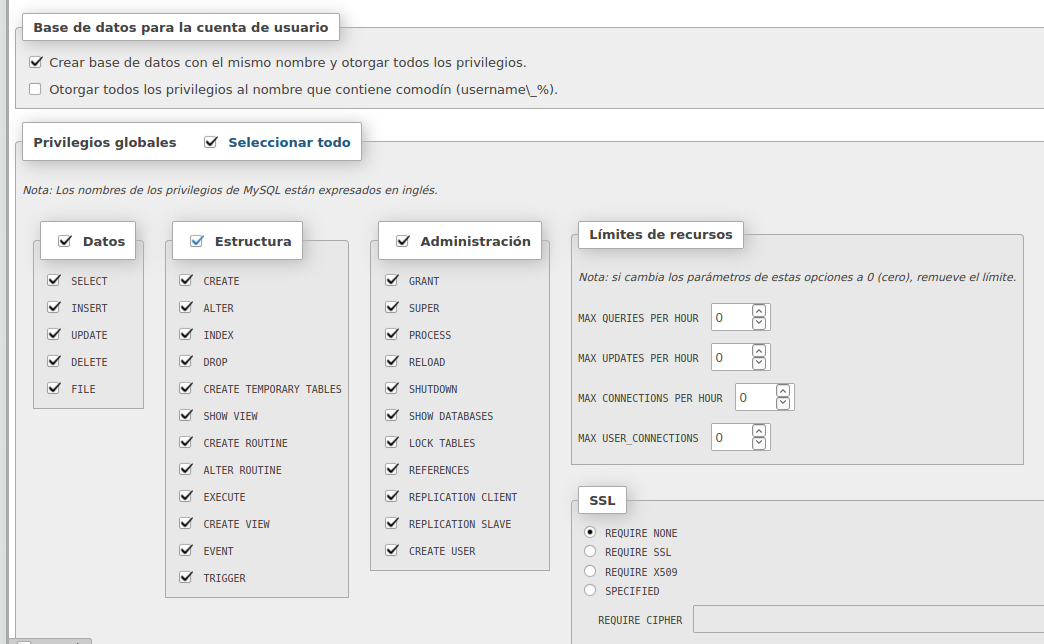 Base de datos para la cuenta de usuario
Crear base de datos con el mismo nombre y otorgar todos los privilegios.
Otorgar todos los privilegios al nombre que contiene comodín (username\_%).
Privilegios globales Seleccionar todo
Nota: Los nombres de los privilegios de MySQL están expresados en inglés.
Datos
SELECT
INSERT
UPDATE
DELETE
FILE
Estructura
CREATE
ALTER
INDEX
DROP
CREATE TEMPORARY TABLES
SHOW VIEW
CREATE ROUTINE
ALTER ROUTINE
EXECUTE
CREATE VIEW
EVENT
TRIGGER
Administración
GRANT
SUPER
PROCESS
RELOAD
SHUTDOWN
SHOW DATABASES
LOCK TABLES
REFERENCES
REPLICATION CLIENT
REPLICATION SLAVE
CREATE USER
Límites de recursos
Nota: si cambia los parámetros de estas opciones a 0 (cero), remueve el límite.
MAX QUERIES PER HOUR 0
MAX UPDATES PER HOUR 0
MAX CONNECTIONS PER HOUR 0
MAX USER_CONNECTIONS 0
SSL
REQUIRE NONE
REQUIRE SSL
REQUIRE X509
SPECIFIED
REQUIRE CIPHER